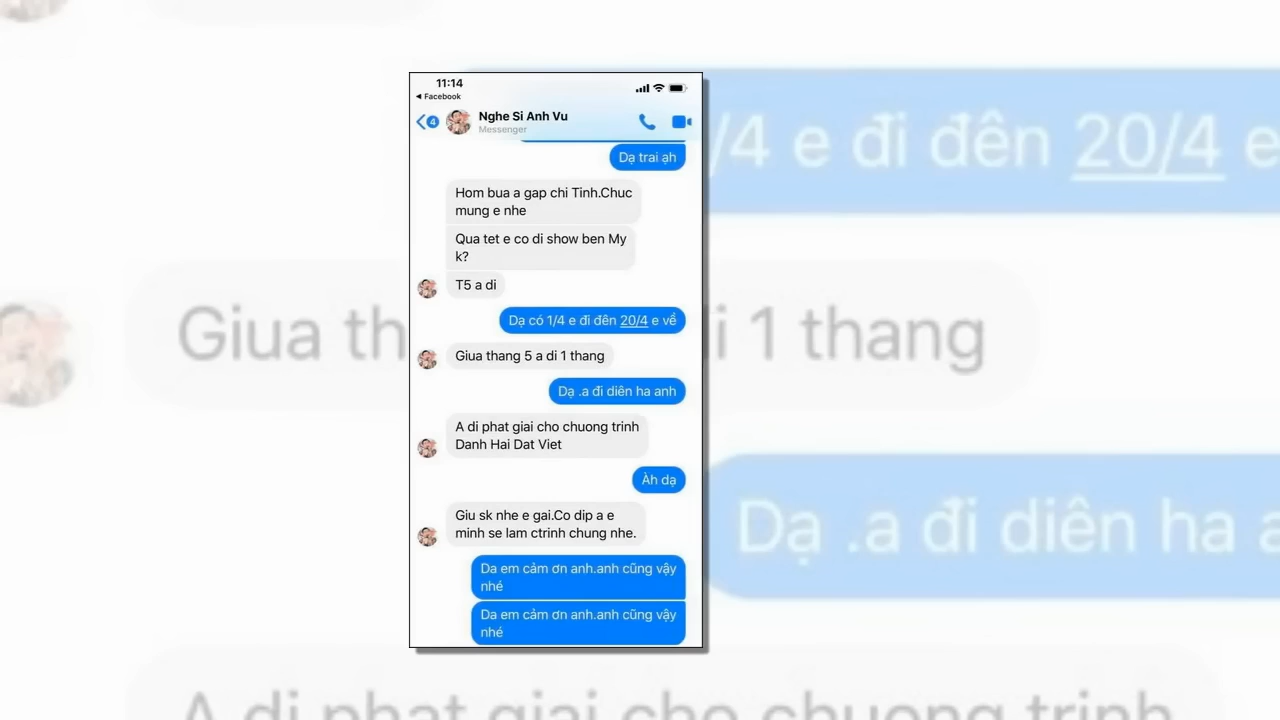 11:14
Facebook
4
Nghe Si Anh Vu
Messenger
Dạ trai ạh
Hom bua a gap chi Tinh.Chuc
mung e nhe
Qua tet e co di show ben My
k?
T5 a di
Dạ có 1/4 e đi đên 20/4 e về
Giua thang 5 a di 1 thang
Dạ .a đi diên ha anh
A di phat giai cho chuong trinh
Danh Hai Dat Viet
Àh dạ
Giu sk nhe e gai.Co dip a e
minh se lam ctrinh chung nhe.
Da em cảm ơn anh.anh cũng vậy
nhé
Da em cảm ơn anh.anh cũng vậy
nhé
/4 e đi đên 20/4 e
Giua th
di 1 thang
Dạ .a đi diên ha a
A di phat giai cho chuong trinh